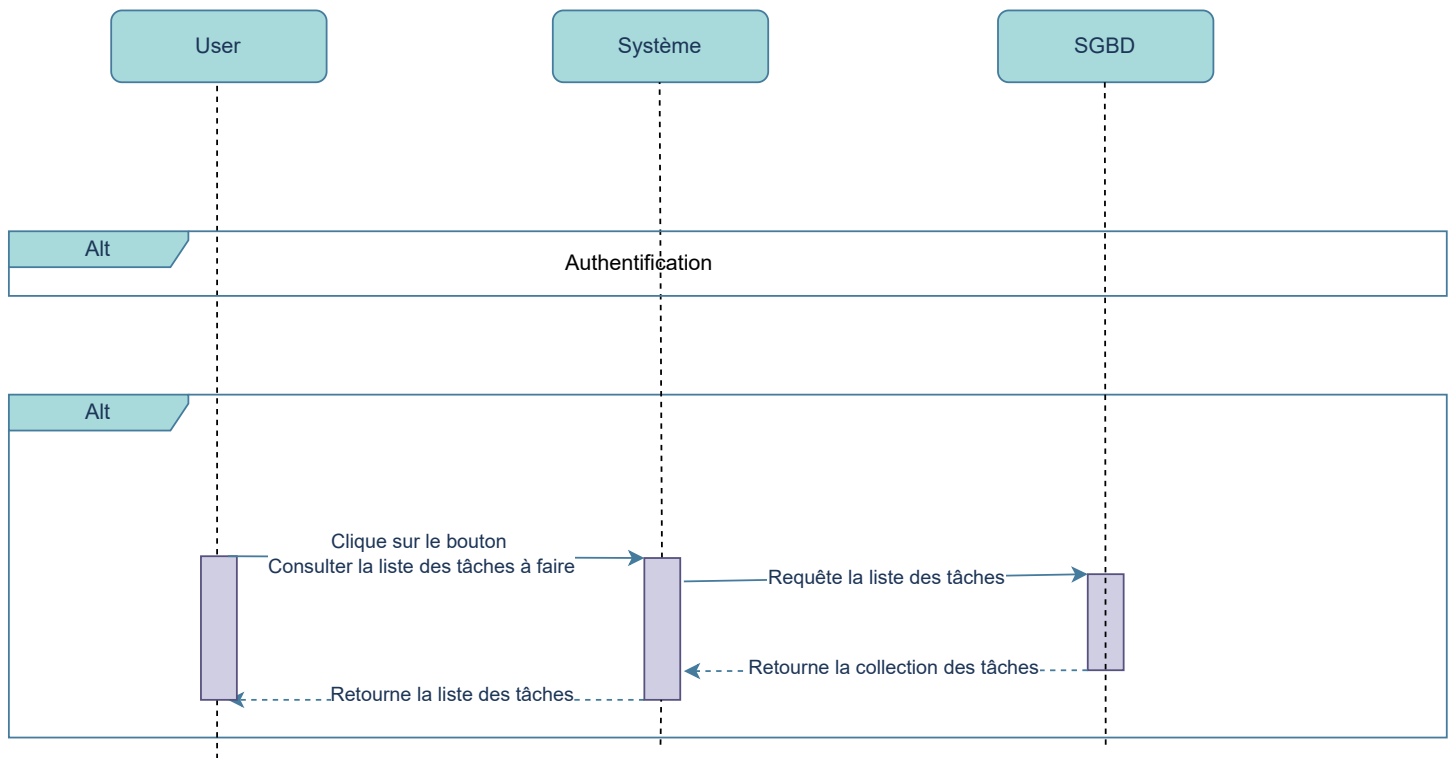 User
Système
SGBD
Alt
Authentification
Alt
Clique sur le bouton
Consulter la liste des tâches à faire
Requête la liste des tâches
Retourne la collection des tâches
Retourne la liste des tâches